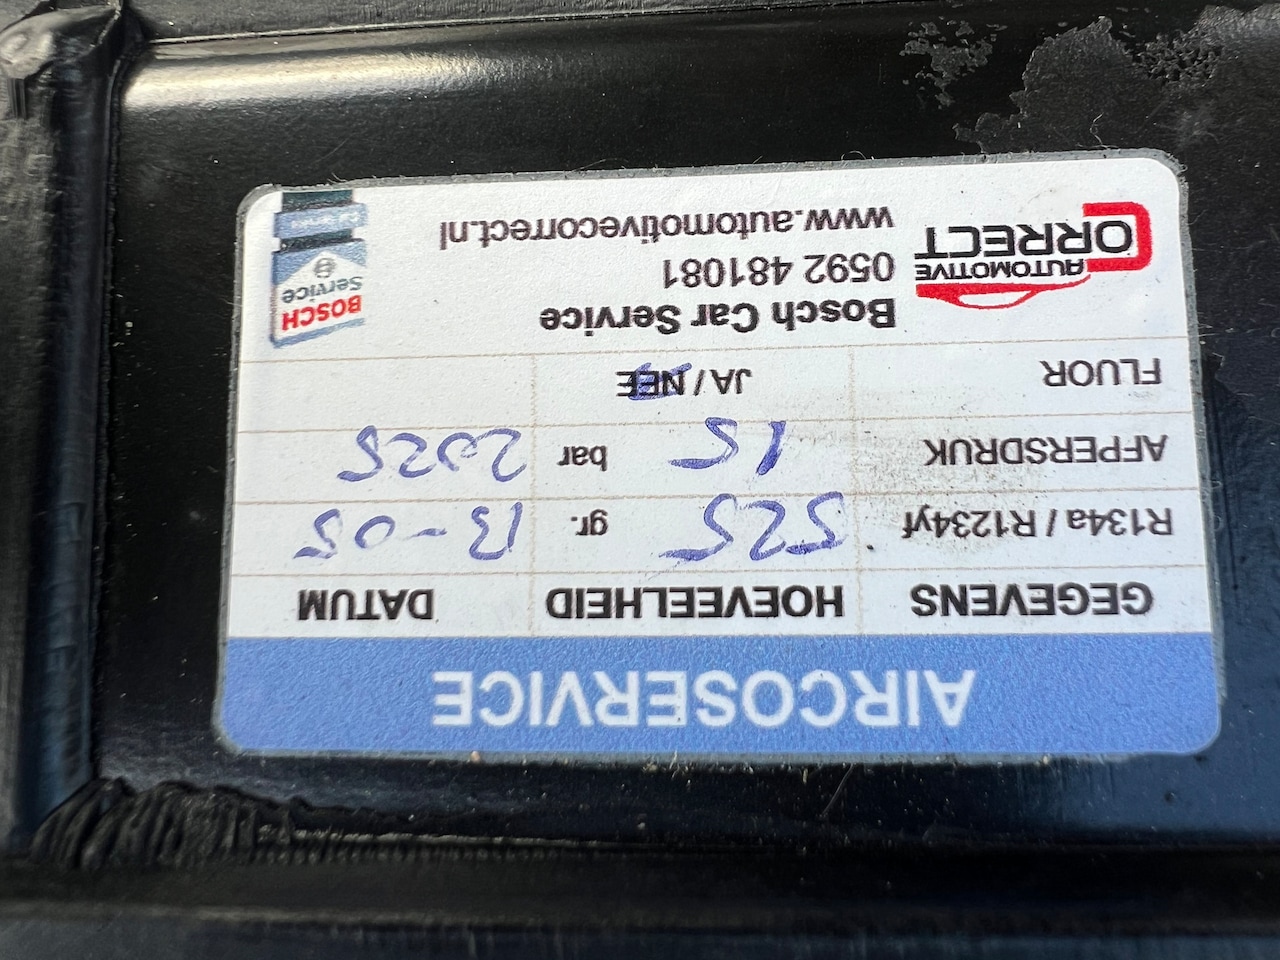 AIRCOSERVICE
GEGEVENS HOEVEELHEID DATUM
R134a / R1234yf 525 gr. 13-05
AFPERSDRUK 15 bar 2025
FLUOR JA / NEE
AUTOMOTIVE
CORRECT
Bosch Car Service
0592 481081
www.automotivecorrect.nl
BOSCH
Service